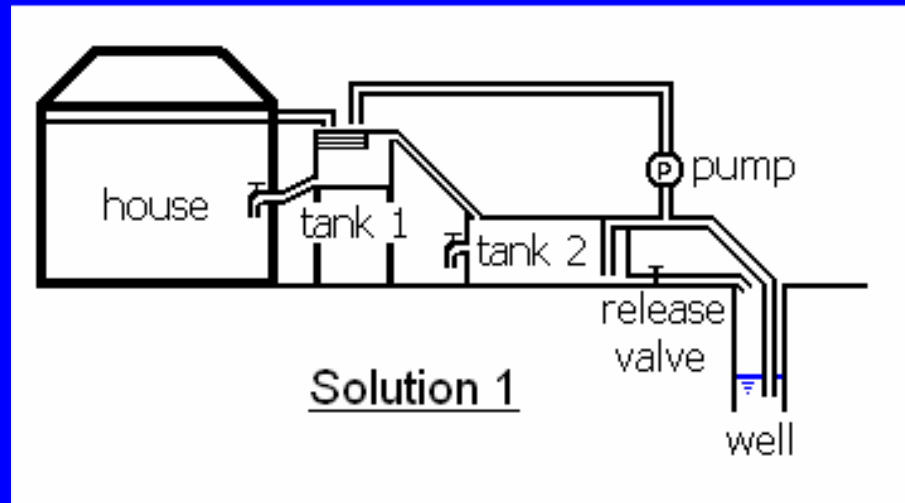 P pump
house
tank 1
tank 2
release
valve
Solution 1
well